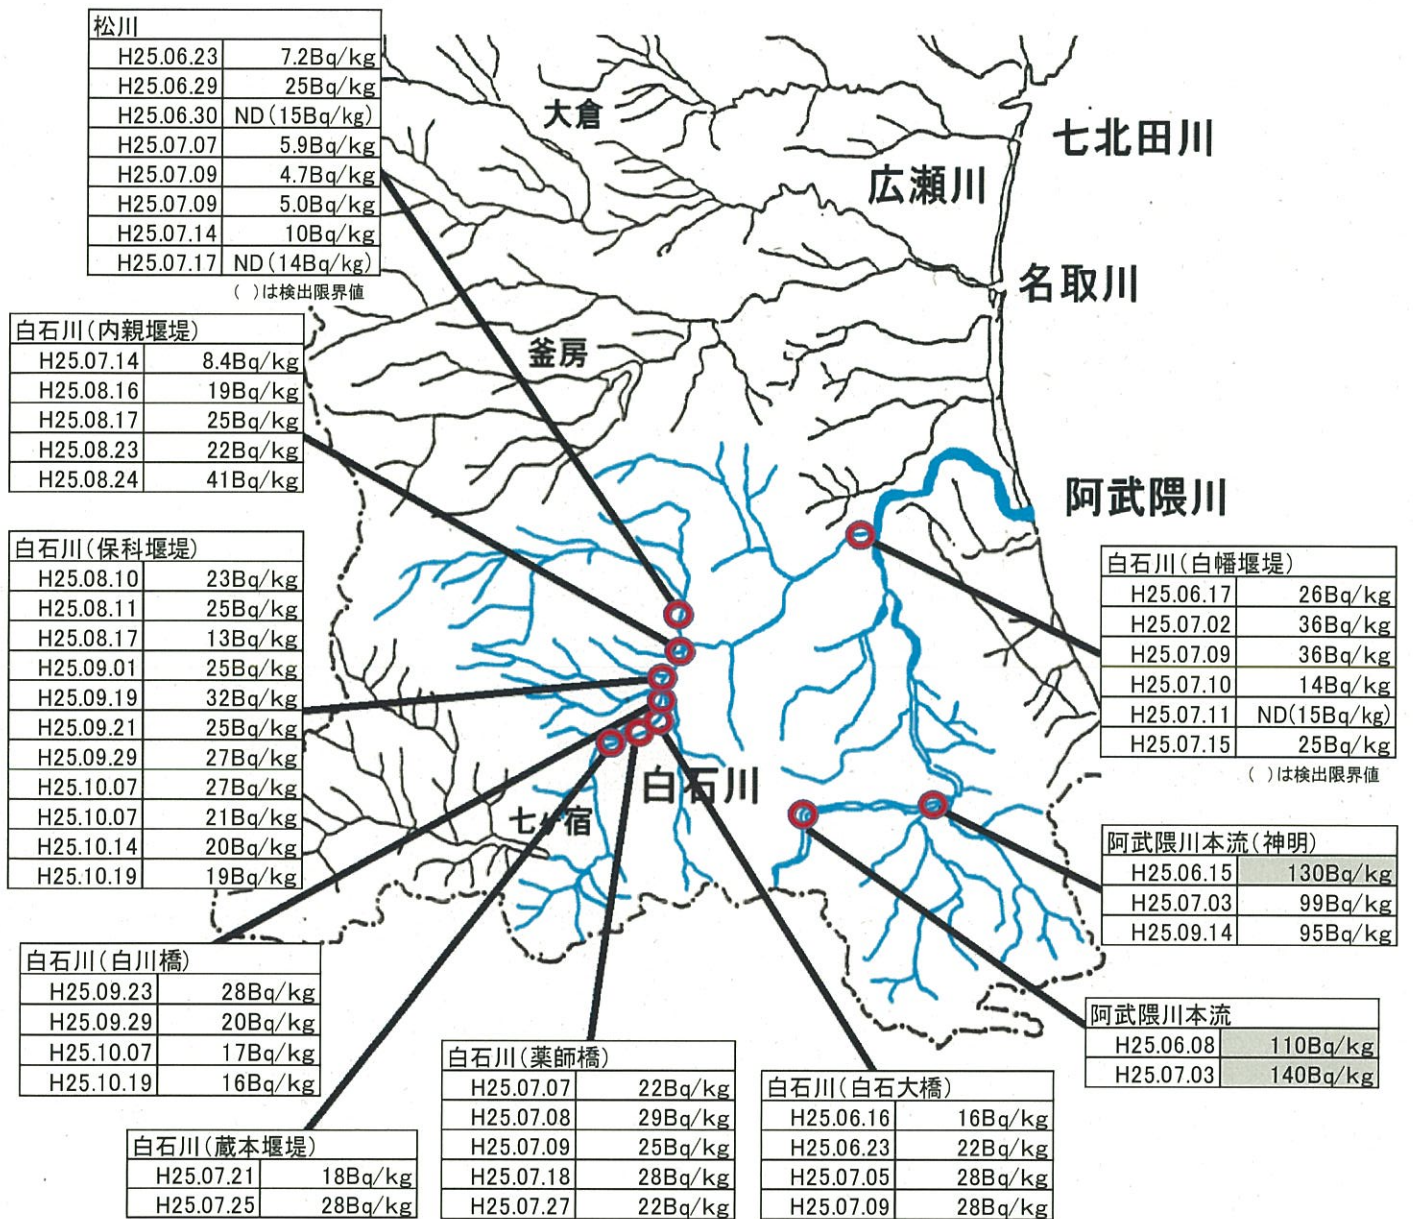 松川
H25.06.23 7.2Bq/kg
H25.06.29 25Bq/kg
H25.06.30 ND(15Bq/kg)
H25.07.07 5.9Bq/kg
H25.07.09 4.7Bq/kg
H25.07.09 5.0Bq/kg
H25.07.14 10Bq/kg
H25.07.17 ND(14Bq/kg)
( )は検出限界値
大倉
七北田川
広瀬川
名取川
釜房
阿武隈川
白石川
七ヶ宿
白石川(内親堰堤)
H25.07.14 8.4Bq/kg
H25.08.16 19Bq/kg
H25.08.17 25Bq/kg
H25.08.23 22Bq/kg
H25.08.24 41Bq/kg
白石川(保科堰堤)
H25.08.10 23Bq/kg
H25.08.11 25Bq/kg
H25.08.17 13Bq/kg
H25.09.01 25Bq/kg
H25.09.19 32Bq/kg
H25.09.21 25Bq/kg
H25.09.29 27Bq/kg
H25.10.07 27Bq/kg
H25.10.07 21Bq/kg
H25.10.14 20Bq/kg
H25.10.19 19Bq/kg
白石川(白幡堰堤)
H25.06.17 26Bq/kg
H25.07.02 36Bq/kg
H25.07.09 36Bq/kg
H25.07.10 14Bq/kg
H25.07.11 ND(15Bq/kg)
H25.07.15 25Bq/kg
( )は検出限界値
阿武隈川本流(神明)
H25.06.15 130Bq/kg
H25.07.03 99Bq/kg
H25.09.14 95Bq/kg
阿武隈川本流
H25.06.08 110Bq/kg
H25.07.03 140Bq/kg
白石川(白川橋)
H25.09.23 28Bq/kg
H25.09.29 20Bq/kg
H25.10.07 17Bq/kg
H25.10.19 16Bq/kg
白石川(蔵本堰堤)
H25.07.21 18Bq/kg
H25.07.25 28Bq/kg
白石川(薬師橋)
H25.07.07 22Bq/kg
H25.07.08 29Bq/kg
H25.07.09 25Bq/kg
H25.07.18 28Bq/kg
H25.07.27 22Bq/kg
白石川(白石大橋)
H25.06.16 16Bq/kg
H25.06.23 22Bq/kg
H25.07.05 28Bq/kg
H25.07.09 28Bq/kg